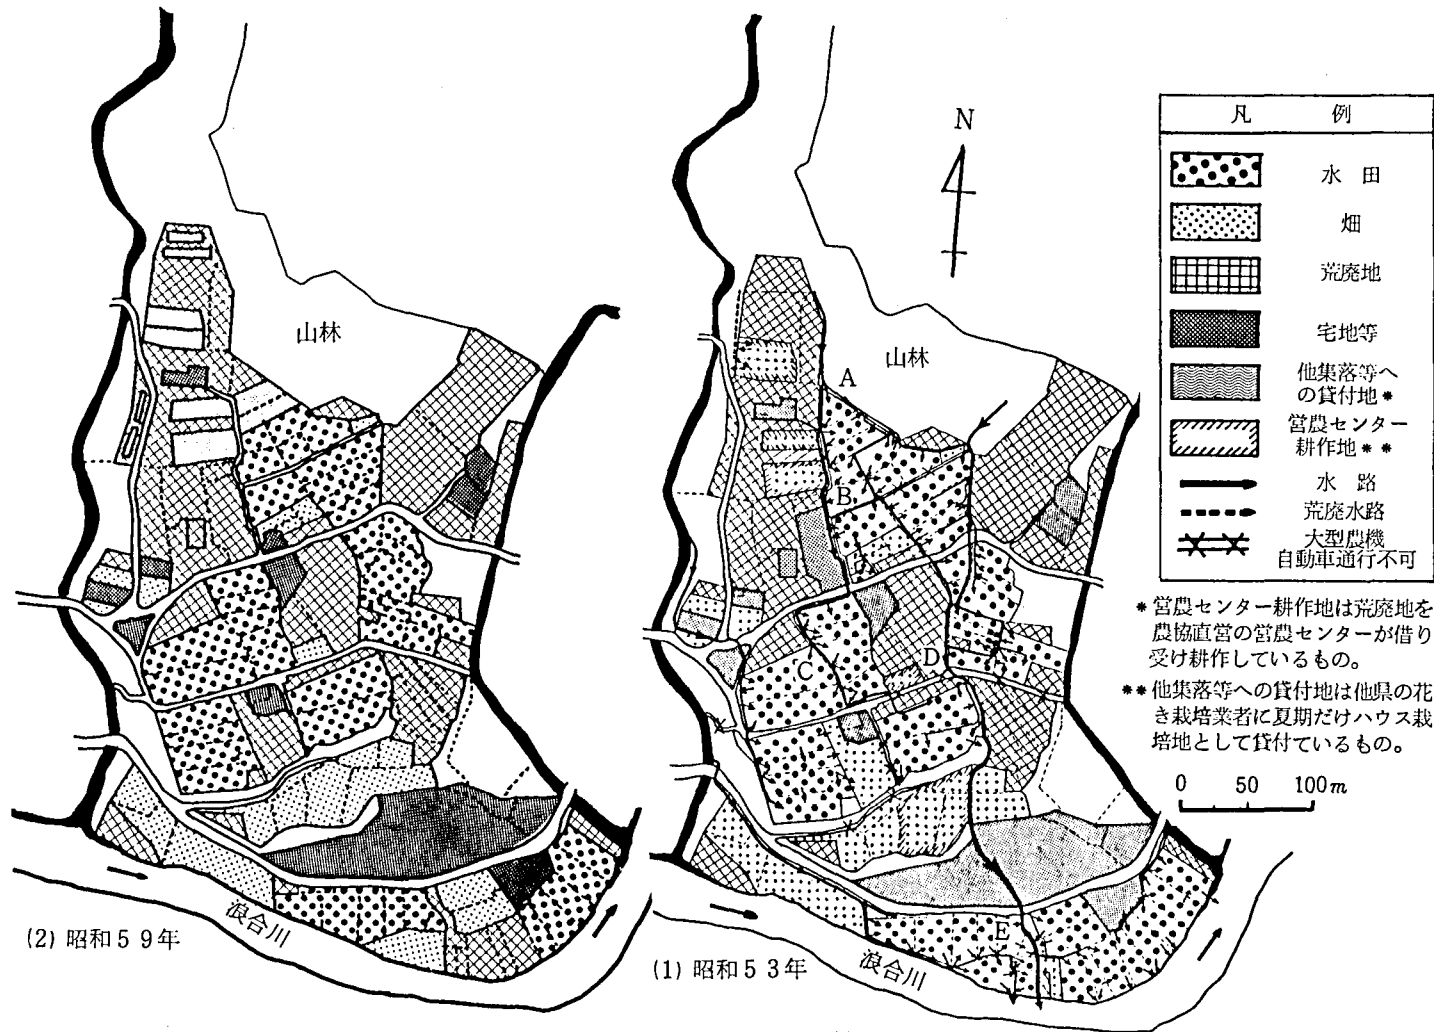 (2) 昭和59年
山林
浪合川
(1) 昭和53年
山林
浪合川
A
B
C
D
E
N
凡 例
水 田
畑
荒廃地
宅地等
他集落等へ
の貸付地*
営農センター
耕作地**
水 路
荒廃水路
大型農機
自動車通行不可
* 営農センター耕作地は荒廃地を
農協直営の営農センターが借り
受け耕作しているもの。
** 他集落等への貸付地は他県の花
き栽培業者に夏期だけハウス栽
培地として貸付ているもの。
0 50 100m